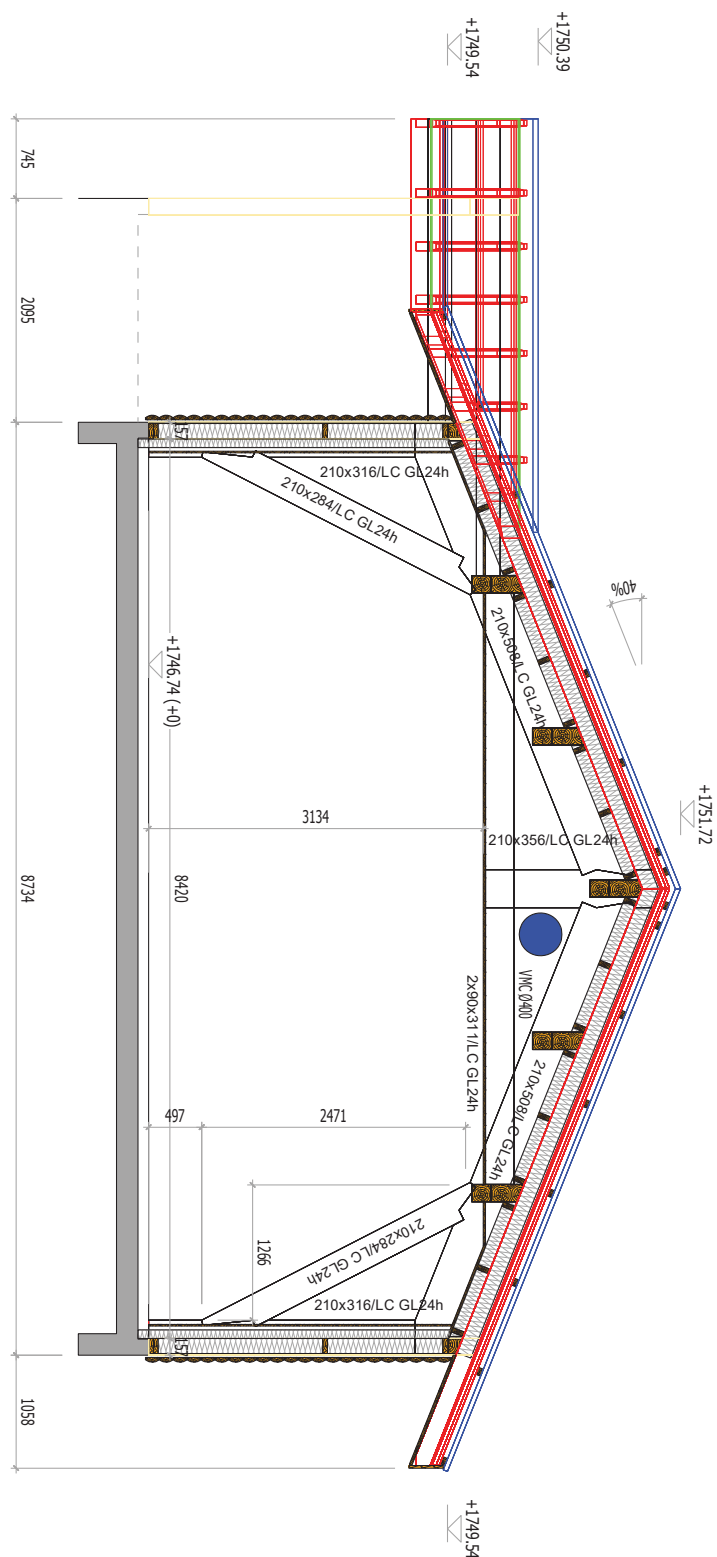 +1750.39
+1749.54
745
2095
8734
1058
157
210x316/LC GL24h
210x284/LC GL24h
40%
+1746.74 (+0)
210x508/LC GL24h
+1751.72
3134
210x356/LC GL24h
8420
VMC Ø400
2x90x311/LC GL24h
210x508/LC GL24h
497
2471
1266
210x284/LC GL24h
210x316/LC GL24h
157
+1749.54